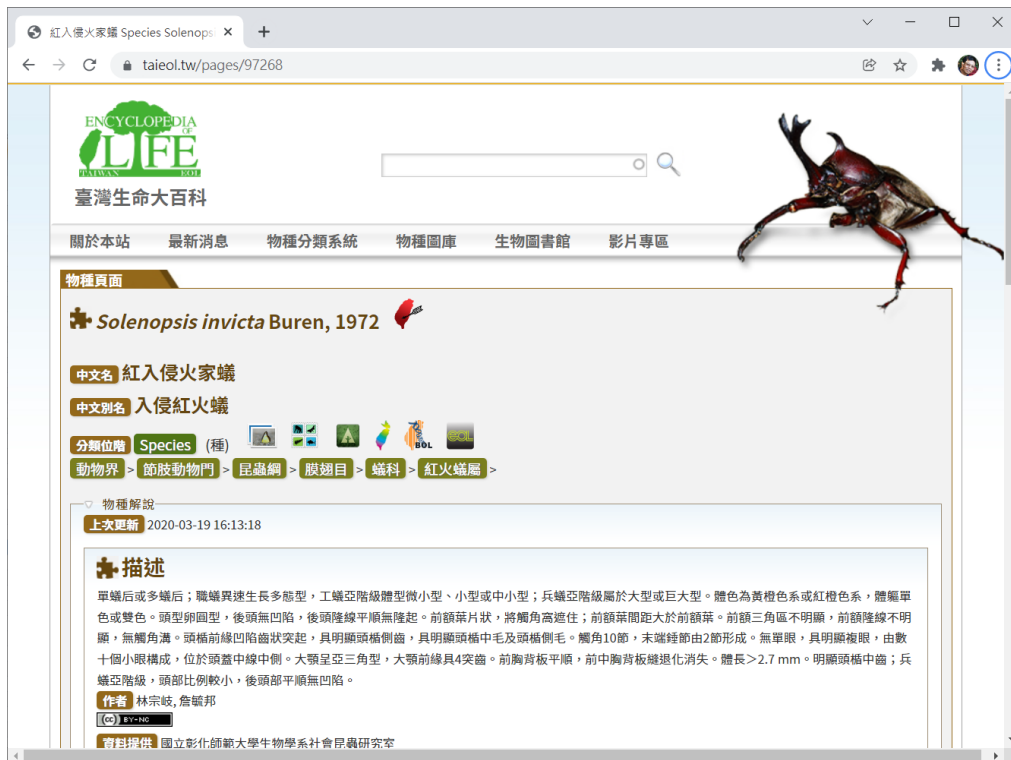 紅入侵火家蟻 Species Solenops
taieol.tw/pages/97268
ENCYCLOPEDIA
OF
LIFE
TAIWAN EOL
臺灣生命大百科
關於本站 最新消息 物種分類系統 物種圖庫 生物圖書館 影片專區
物種頁面
Solenopsis invicta Buren, 1972
中文名 紅入侵火家蟻
中文別名 入侵紅火蟻
分類位階 Species (種) BOL EOL
動物界 > 節肢動物門 > 昆蟲綱 > 膜翅目 > 蟻科 > 紅火蟻屬 >
物種解說
上次更新 2020-03-19 16:13:18
描述
單蟻后或多蟻后；職蟻異速生長多態型，工蟻亞階級體型微小型、小型或中小型；兵蟻亞階級屬於大型或巨大型。體色為黃橙色系或紅橙色系，體軀單
色或雙色。頭型卵圓型，後頭無凹陷，後頭隆線平順無隆起。前額葉片狀，將觸角窩遮住；前額葉間距大於前額葉。前額三角區不明顯，前額隆線不明
顯，無觸角溝。頭楯前緣凹陷齒狀突起，具明顯頭楯側齒，具明顯頭楯中毛及頭楯側毛。觸角10節，末端錘節由2節形成。無單眼，具明顯複眼，由數
十個小眼構成，位於頭蓋中線中側。大顎呈亞三角型，大顎前緣具4突齒。前胸背板平順，前中胸背板縫退化消失。體長＞2.7 mm。明顯頭楯中齒；兵
蟻亞階級，頭部比例較小，後頭部平順無凹陷。
作者 林宗岐, 詹毓邦
(cc) BY-NC
資料提供 國立彰化師範大學生物學系社會昆蟲研究室